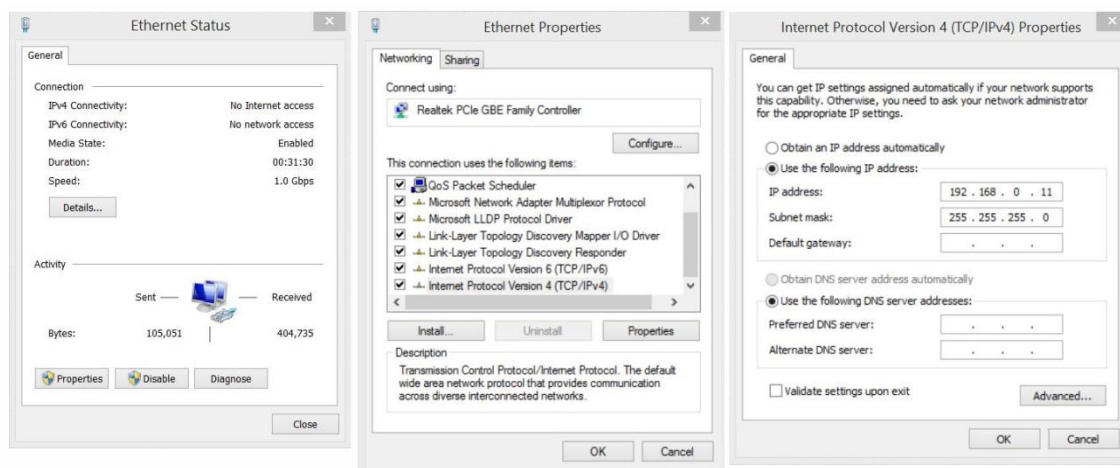 Ethernet Status
General
Connection
IPv4 Connectivity: No Internet access
IPv6 Connectivity: No network access
Media State: Enabled
Duration: 00:31:30
Speed: 1.0 Gbps
Details...
Activity
Sent — Received
Bytes: 105,051 404,735
Properties Disable Diagnose
Close
Ethernet Properties
Networking Sharing
Connect using:
Realtek PCIe GBE Family Controller
Configure...
This connection uses the following items:
QoS Packet Scheduler
Microsoft Network Adapter Multiplexor Protocol
Microsoft LLDP Protocol Driver
Link-Layer Topology Discovery Mapper I/O Driver
Link-Layer Topology Discovery Responder
Internet Protocol Version 6 (TCP/IPv6)
Internet Protocol Version 4 (TCP/IPv4)
Install... Uninstall Properties
Description
Transmission Control Protocol/Internet Protocol. The default
wide area network protocol that provides communication
across diverse interconnected networks.
OK Cancel
Internet Protocol Version 4 (TCP/IPv4) Properties
General
You can get IP settings assigned automatically if your network supports
this capability. Otherwise, you need to ask your network administrator
for the appropriate IP settings.
Obtain an IP address automatically
Use the following IP address:
IP address: 192 . 168 . 0 . 11
Subnet mask: 255 . 255 . 255 . 0
Default gateway: . . .
Obtain DNS server address automatically
Use the following DNS server addresses:
Preferred DNS server: . . .
Alternate DNS server: . . .
Validate settings upon exit
Advanced...
OK Cancel